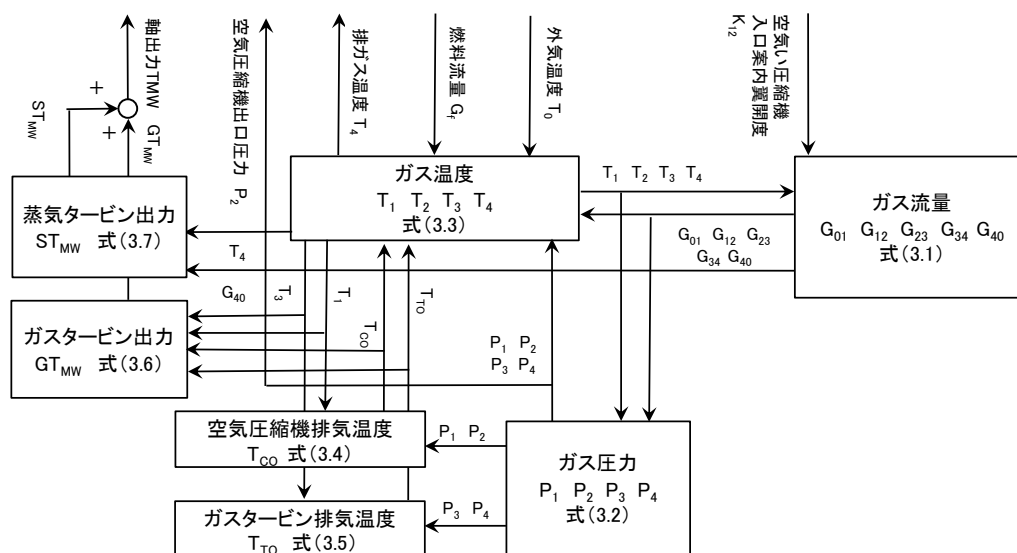 軸出力TMW
空気圧縮機出口圧力 P2
排ガス温度 T4
燃料流量 Gf
外気温度 T0
空気い圧縮機
入口案内翼開度
K12
+
+
STMW
GTMW
ガス温度
T1 T2 T3 T4
式(3.3)
T1 T2 T3 T4
ガス流量
G01 G12 G23 G34 G40
式(3.1)
G01 G12 G23
G34 G40
蒸気タービン出力
STMW 式(3.7)
T4
G40
T3
T1
TCO
TTO
ガスタービン出力
GTMW 式(3.6)
P1 P2
P3 P4
空気圧縮機排気温度
TCO 式(3.4)
P1 P2
ガス圧力
P1 P2 P3 P4
式(3.2)
ガスタービン排気温度
TTO 式(3.5)
P3 P4